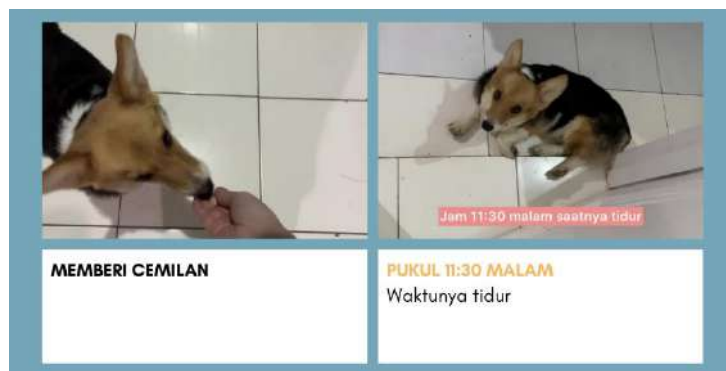 Jam 11:30 malam saatnya tidur
MEMBERI CEMILAN
PUKUL 11:30 MALAM
Waktunya tidur